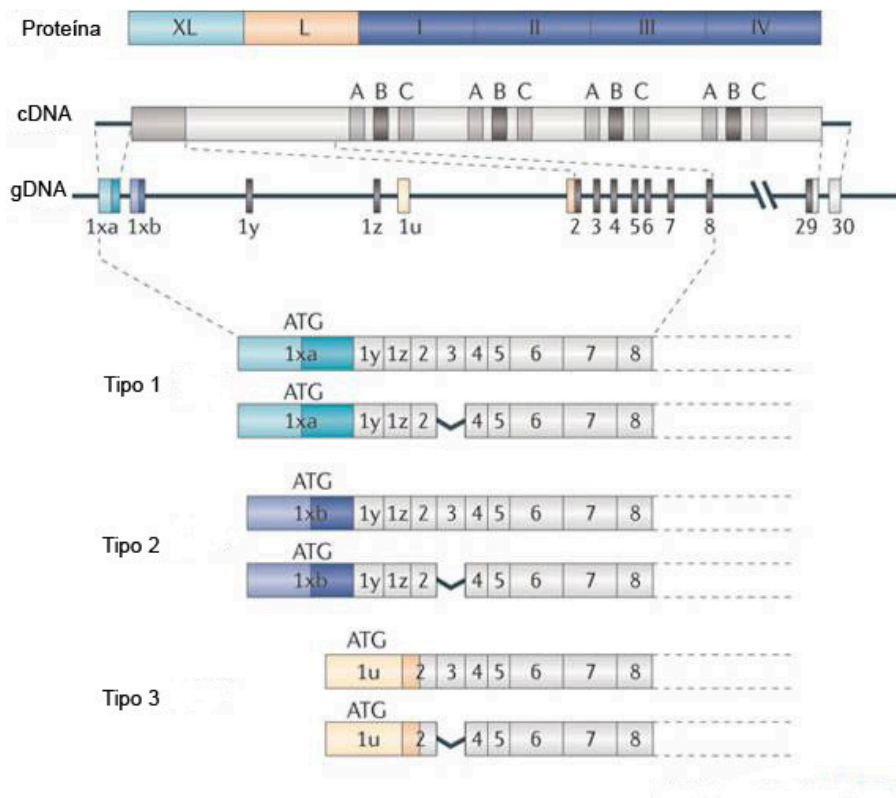 Proteína XL L I II III IV
A B C A B C A B C A B C
cDNA
gDNA
1xa 1xb 1y 1z 1u 2 3 4 5 6 7 8 29 30
ATG
1xa 1y 1z 2 3 4 5 6 7 8
Tipo 1
ATG
1xa 1y 1z 2 4 5 6 7 8
ATG
1xb 1y 1z 2 3 4 5 6 7 8
Tipo 2
ATG
1xb 1y 1z 2 4 5 6 7 8
ATG
1u 2 3 4 5 6 7 8
Tipo 3
ATG
1u 2 4 5 6 7 8